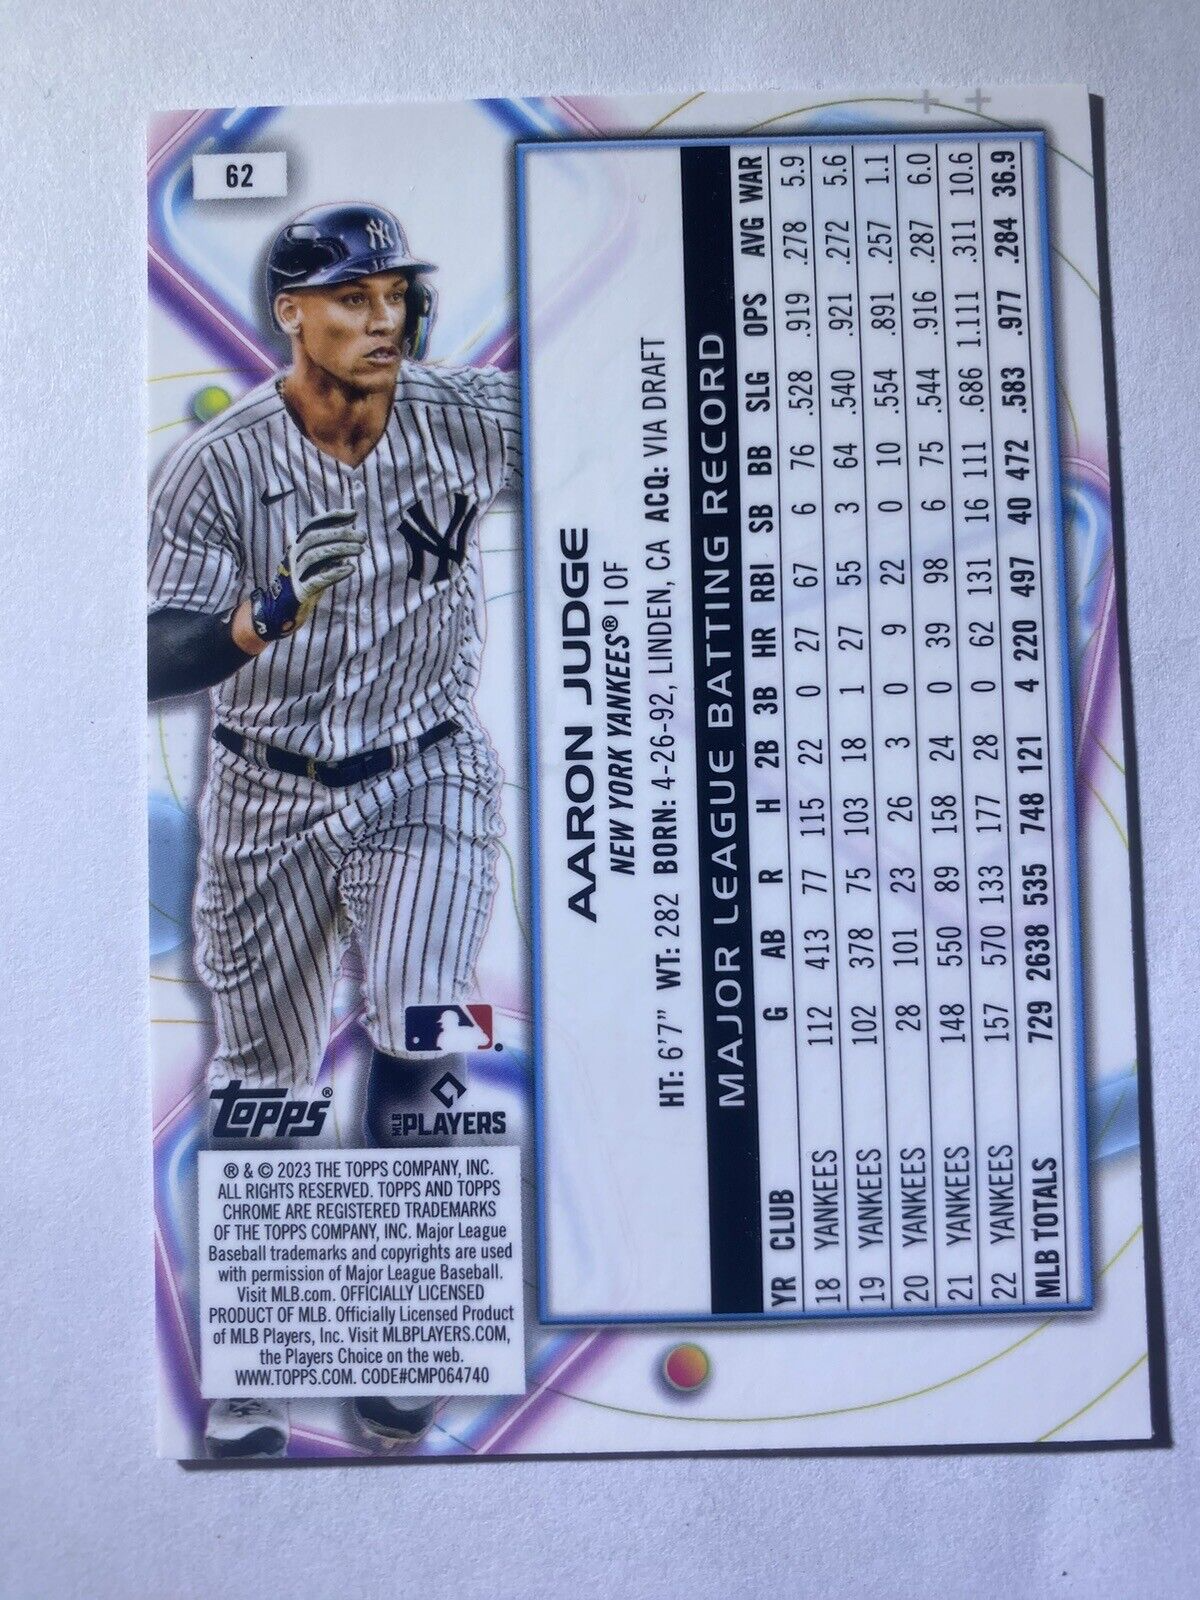 62
NY
NY
TOPPS®
MLB PLAYERS
® & © 2023 THE TOPPS COMPANY, INC.
ALL RIGHTS RESERVED. TOPPS AND TOPPS
CHROME ARE REGISTERED TRADEMARKS
OF THE TOPPS COMPANY, INC. Major League
Baseball trademarks and copyrights are used
with permission of Major League Baseball.
Visit MLB.com. OFFICIALLY LICENSED
PRODUCT OF MLB. Officially Licensed Product
of MLB Players, Inc. Visit MLBPLAYERS.COM,
the Players Choice on the web.
WWW.TOPPS.COM. CODE#CMP064740
AARON JUDGE
NEW YORK YANKEES® | OF
HT: 6'7" WT: 282 BORN: 4-26-92, LINDEN, CA ACQ: VIA DRAFT
MAJOR LEAGUE BATTING RECORD
YR CLUB G AB R H 2B 3B HR RBI SB BB SLG OPS AVG WAR
18 YANKEES 112 413 77 115 22 0 27 67 6 76 .528 .919 .278 5.9
19 YANKEES 102 378 75 103 18 1 27 55 3 64 .540 .921 .272 5.6
20 YANKEES 28 101 23 26 3 0 9 22 0 10 .554 .891 .257 1.1
21 YANKEES 148 550 89 158 24 0 39 98 6 75 .544 .916 .287 6.0
22 YANKEES 157 570 133 177 28 0 62 131 16 111 .686 1.111 .311 10.6
MLB TOTALS 729 2638 535 748 121 4 220 497 40 472 .583 .977 .284 36.9